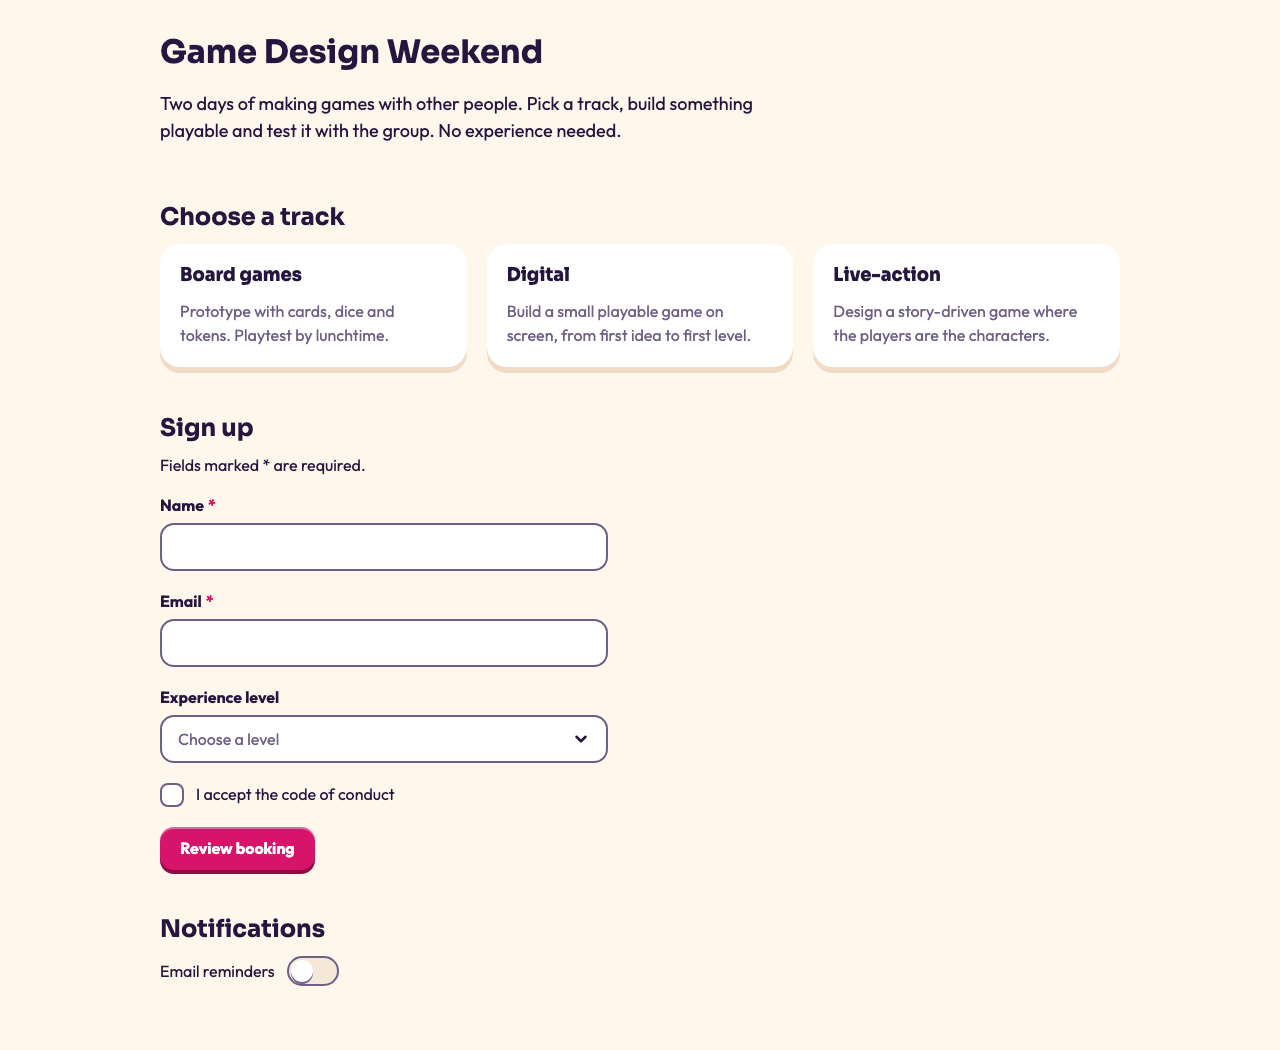 Game Design Weekend
Two days of making games with other people. Pick a track, build something
playable and test it with the group. No experience needed.
Choose a track
Board games
Prototype with cards, dice and
tokens. Playtest by lunchtime.
Digital
Build a small playable game on
screen, from first idea to first level.
Live-action
Design a story-driven game where
the players are the characters.
Sign up
Fields marked * are required.
Name *
Email *
Experience level
Choose a level
I accept the code of conduct
Review booking
Notifications
Email reminders